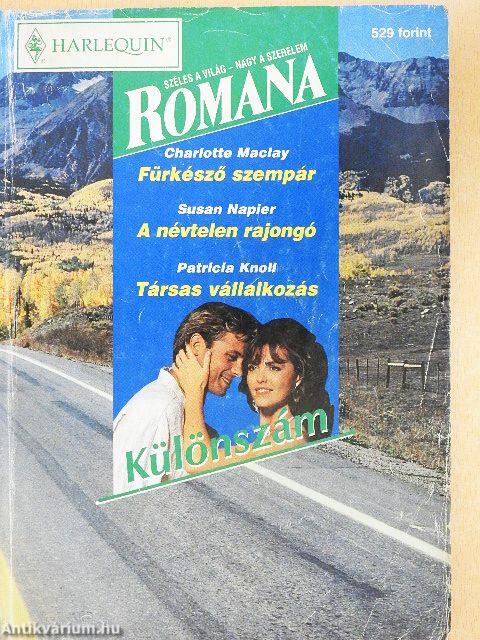 HARLEQUIN®
529 forint
SZÉLES A VILÁG – NAGY A SZERELEM
ROMANA
Charlotte Maclay
Fürkésző szempár
Susan Napier
A névtelen rajongó
Patricia Knoll
Társas vállalkozás
Különszám
Antikvárium.hu